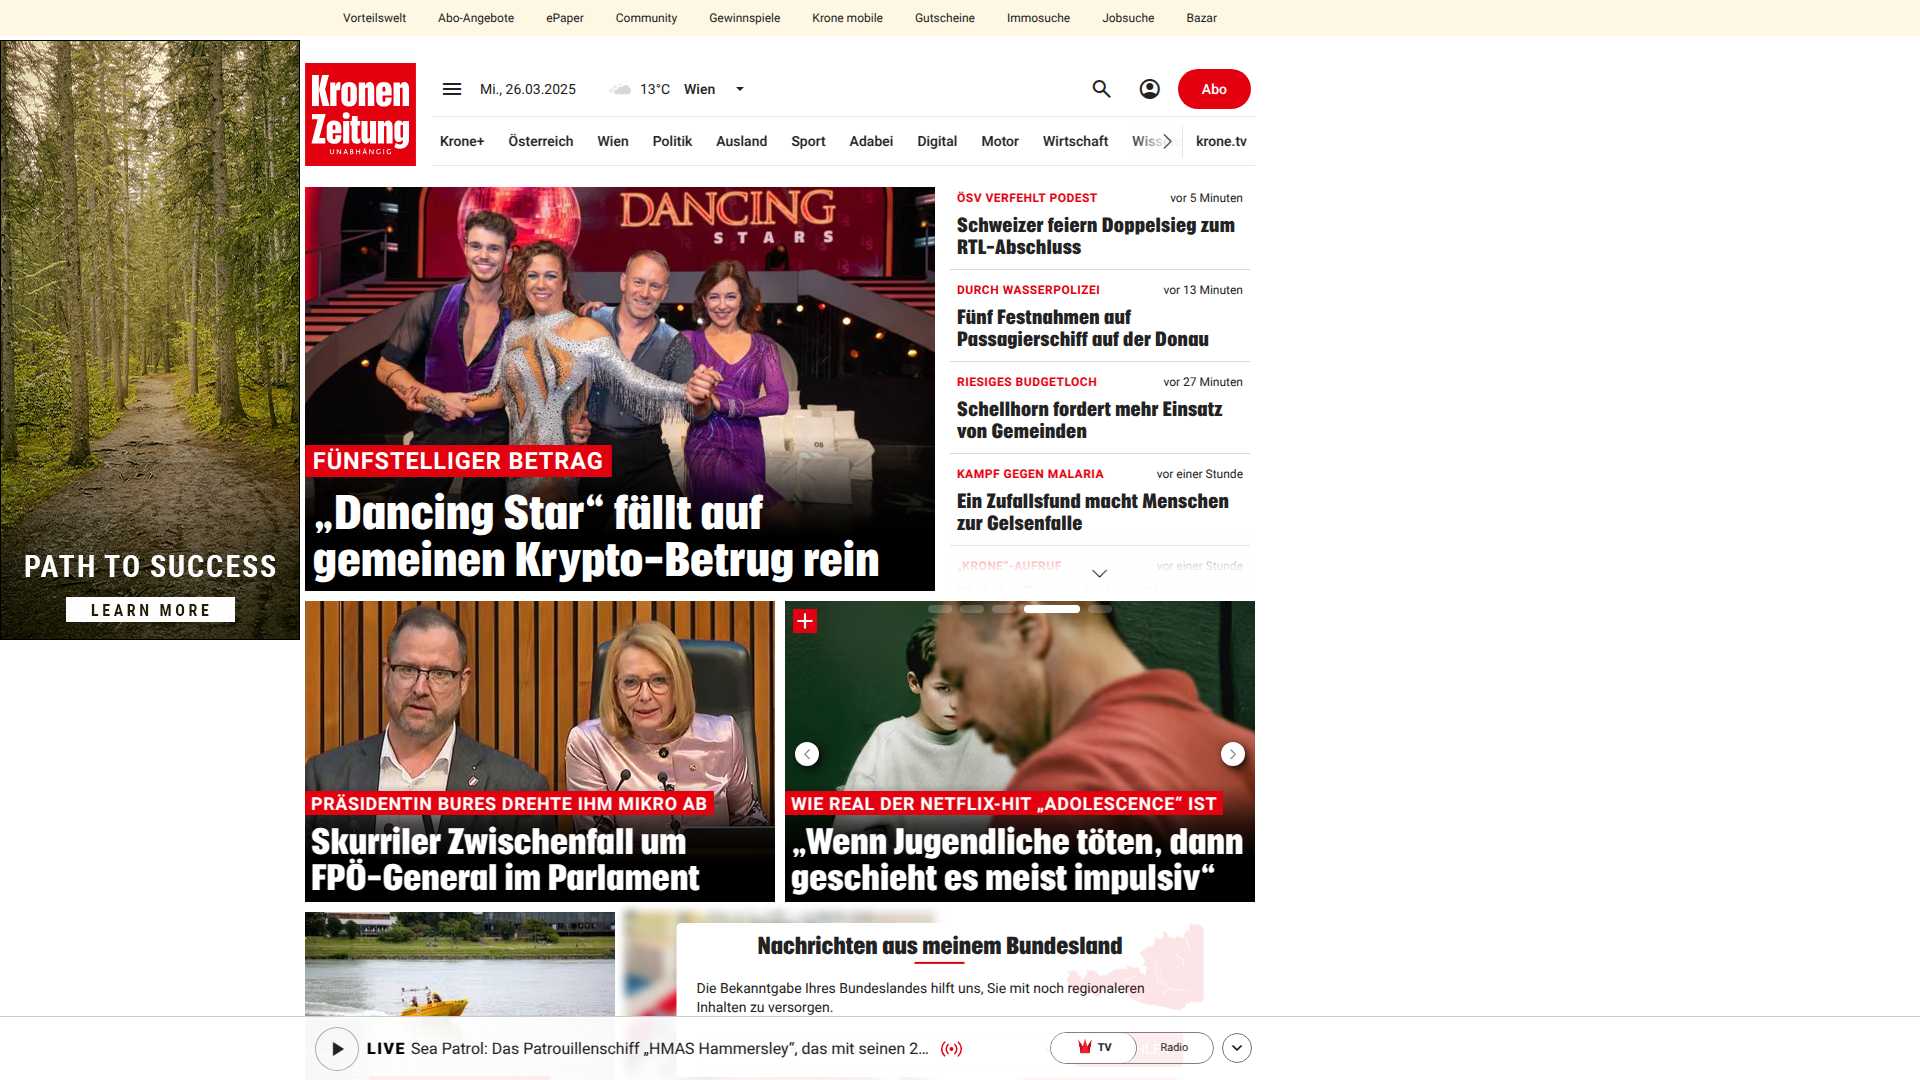 Vorteilswelt Abo-Angebote ePaper Community Gewinnspiele Krone mobile Gutscheine Immosuche Jobsuche Bazar
Kronen
Zeitung
UNABHÄNGIG
Mi., 26.03.2025 13°C Wien
Abo
Krone+ Österreich Wien Politik Ausland Sport Adabei Digital Motor Wirtschaft Wiss krone.tv
PATH TO SUCCESS
LEARN MORE
DANCING
STARS
FÜNFSTELLIGER BETRAG
„Dancing Star“ fällt auf
gemeinen Krypto-Betrug rein
ÖSV VERFEHLT PODEST vor 5 Minuten
Schweizer feiern Doppelsieg zum
RTL-Abschluss
DURCH WASSERPOLIZEI vor 13 Minuten
Fünf Festnahmen auf
Passagierschiff auf der Donau
RIESIGES BUDGETLOCH vor 27 Minuten
Schellhorn fordert mehr Einsatz
von Gemeinden
KAMPF GEGEN MALARIA vor einer Stunde
Ein Zufallsfund macht Menschen
zur Gelsenfalle
„KRONE“-AUFRUF vor einer Stunde
PRÄSIDENTIN BURES DREHTE IHM MIKRO AB
Skurriler Zwischenfall um
FPÖ-General im Parlament
WIE REAL DER NETFLIX-HIT „ADOLESCENCE“ IST
„Wenn Jugendliche töten, dann
geschieht es meist impulsiv“
Nachrichten aus meinem Bundesland
Die Bekanntgabe Ihres Bundeslandes hilft uns, Sie mit noch regionaleren
Inhalten zu versorgen.
LIVE Sea Patrol: Das Patrouillenschiff „HMAS Hammersley“, das mit seinen 2...
TV Radio